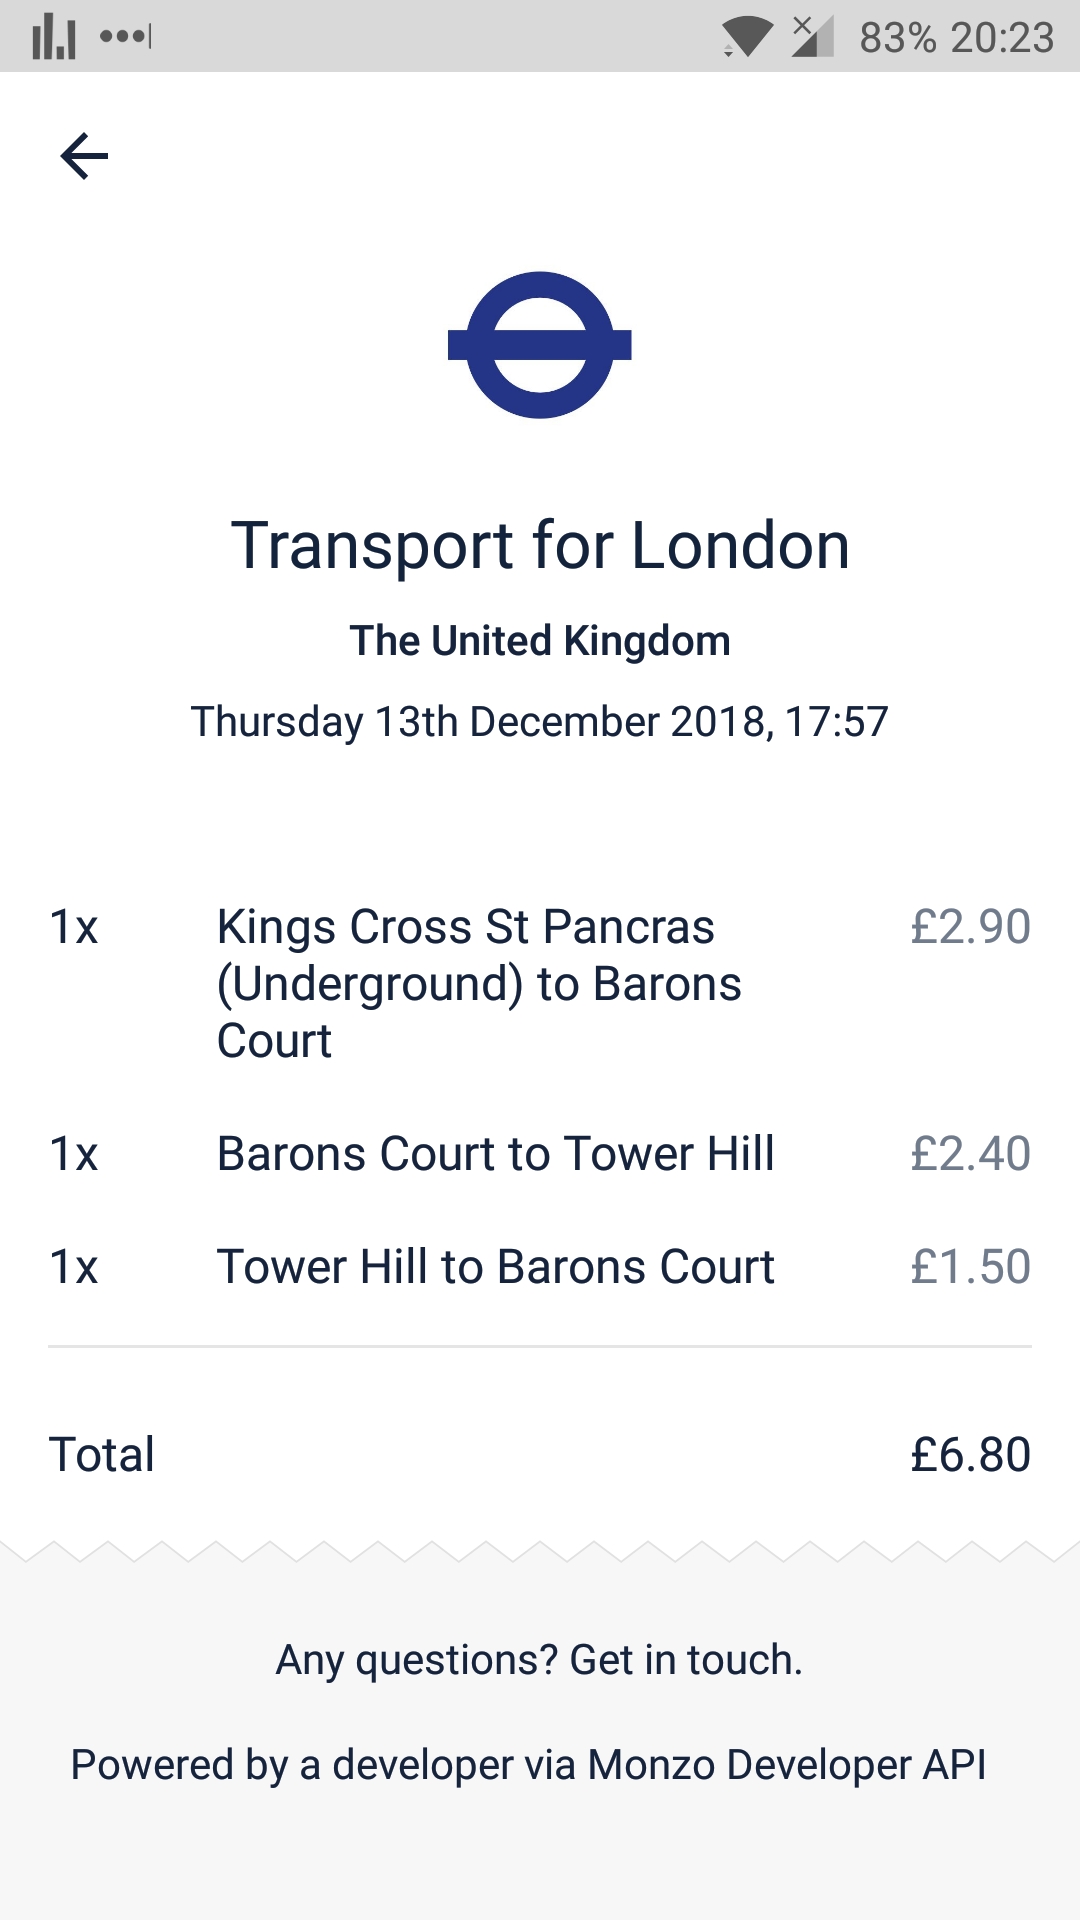 83% 20:23
Transport for London
The United Kingdom
Thursday 13th December 2018, 17:57
1x Kings Cross St Pancras £2.90
(Underground) to Barons
Court
1x Barons Court to Tower Hill £2.40
1x Tower Hill to Barons Court £1.50
Total £6.80
Any questions? Get in touch.
Powered by a developer via Monzo Developer API